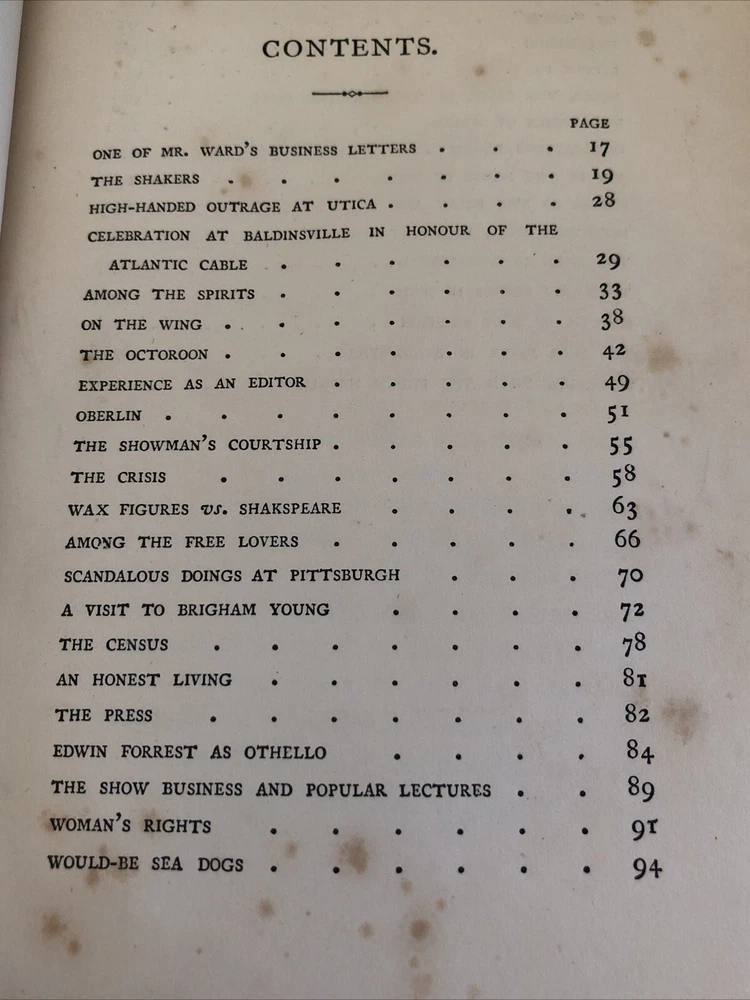 CONTENTS.
PAGE
ONE OF MR. WARD'S BUSINESS LETTERS . . . 17
THE SHAKERS . . . . . . . 19
HIGH-HANDED OUTRAGE AT UTICA . . . . 28
CELEBRATION AT BALDINSVILLE IN HONOUR OF THE
ATLANTIC CABLE . . . . . . 29
AMONG THE SPIRITS . . . . . . 33
ON THE WING . . . . . . . 38
THE OCTOROON . . . . . . . 42
EXPERIENCE AS AN EDITOR . . . . . 49
OBERLIN . . . . . . . . 51
THE SHOWMAN'S COURTSHIP . . . . . 55
THE CRISIS . . . . . . . 58
WAX FIGURES vs. SHAKSPEARE . . . . 63
AMONG THE FREE LOVERS . . . . . 66
SCANDALOUS DOINGS AT PITTSBURGH . . . 70
A VISIT TO BRIGHAM YOUNG . . . . 72
THE CENSUS . . . . . . . 78
AN HONEST LIVING . . . . . . 81
THE PRESS . . . . . . . 82
EDWIN FORREST AS OTHELLO . . . . 84
THE SHOW BUSINESS AND POPULAR LECTURES . . 89
WOMAN'S RIGHTS . . . . . . 91
WOULD-BE SEA DOGS . . . . . . 94